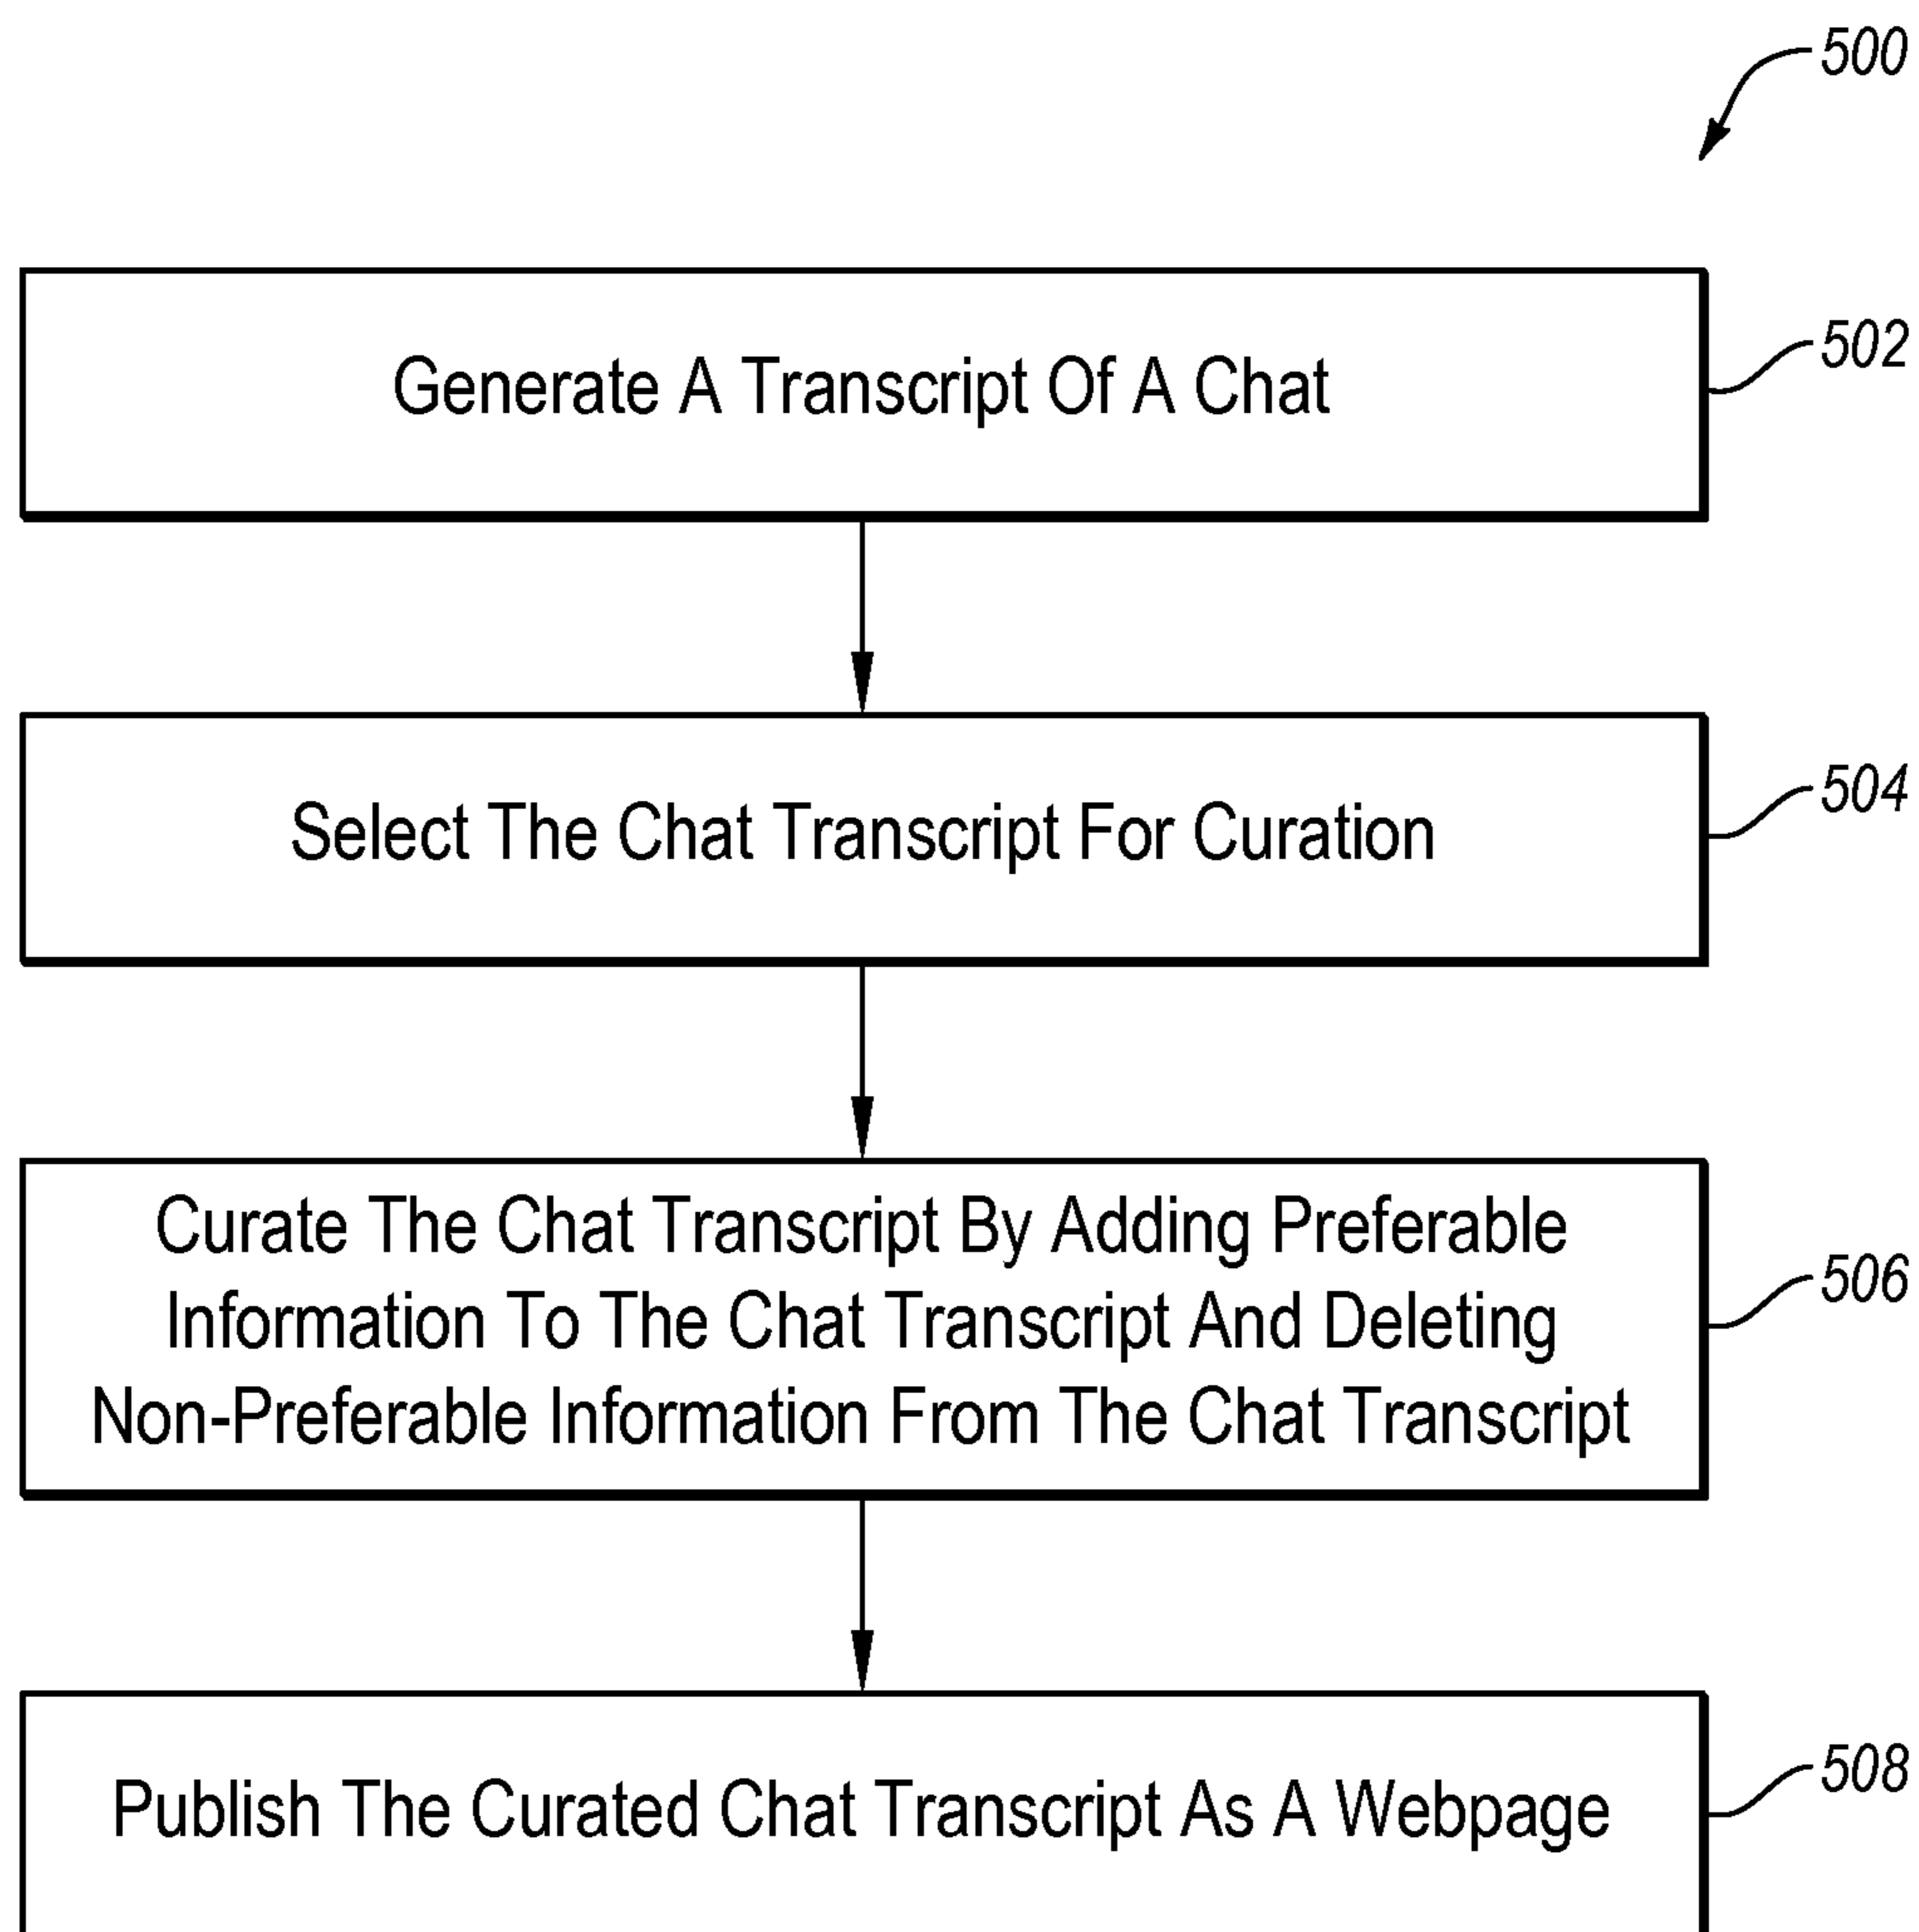 500
Generate A Transcript Of A Chat
502
Select The Chat Transcript For Curation
504
Curate The Chat Transcript By Adding Preferable
Information To The Chat Transcript And Deleting
Non-Preferable Information From The Chat Transcript
506
Publish The Curated Chat Transcript As A Webpage
508